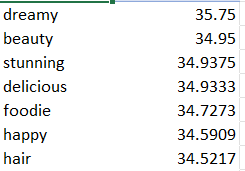 dreamy 35.75
beauty 34.95
stunning 34.9375
delicious 34.9333
foodie 34.7273
happy 34.5909
hair 34.5217